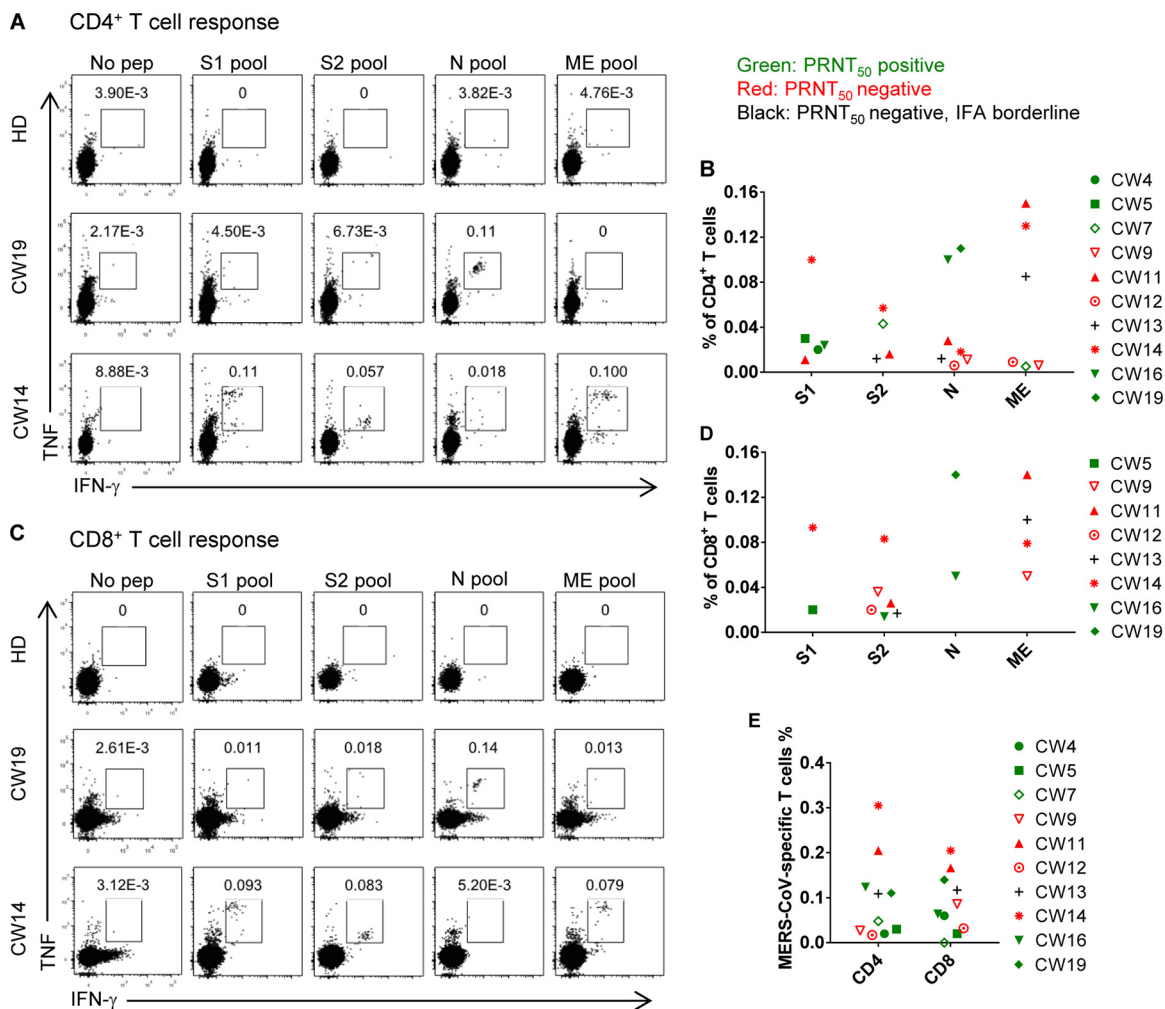 A CD4⁺ T cell response
No pep S1 pool S2 pool N pool ME pool
HD
3.90E-3 0 0 3.82E-3 4.76E-3
CW19
2.17E-3 4.50E-3 6.73E-3 0.11 0
CW14
8.88E-3 0.11 0.057 0.018 0.100
TNF
IFN-γ
Green: PRNT₅₀ positive
Red: PRNT₅₀ negative
Black: PRNT₅₀ negative, IFA borderline
B
% of CD4⁺ T cells
0.16
0.12
0.08
0.04
0.00
S1 S2 N ME
CW4
CW5
CW7
CW9
CW11
CW12
CW13
CW14
CW16
CW19
C CD8⁺ T cell response
No pep S1 pool S2 pool N pool ME pool
HD
0 0 0 0 0
CW19
2.61E-3 0.011 0.018 0.14 0.013
CW14
3.12E-3 0.093 0.083 5.20E-3 0.079
TNF
IFN-γ
D
% of CD8⁺ T cells
0.16
0.12
0.08
0.04
0.00
S1 S2 N ME
CW5
CW9
CW11
CW12
CW13
CW14
CW16
CW19
E
MERS-CoV-specific T cells %
0.4
0.3
0.2
0.1
0.0
CD4 CD8
CW4
CW5
CW7
CW9
CW11
CW12
CW13
CW14
CW16
CW19